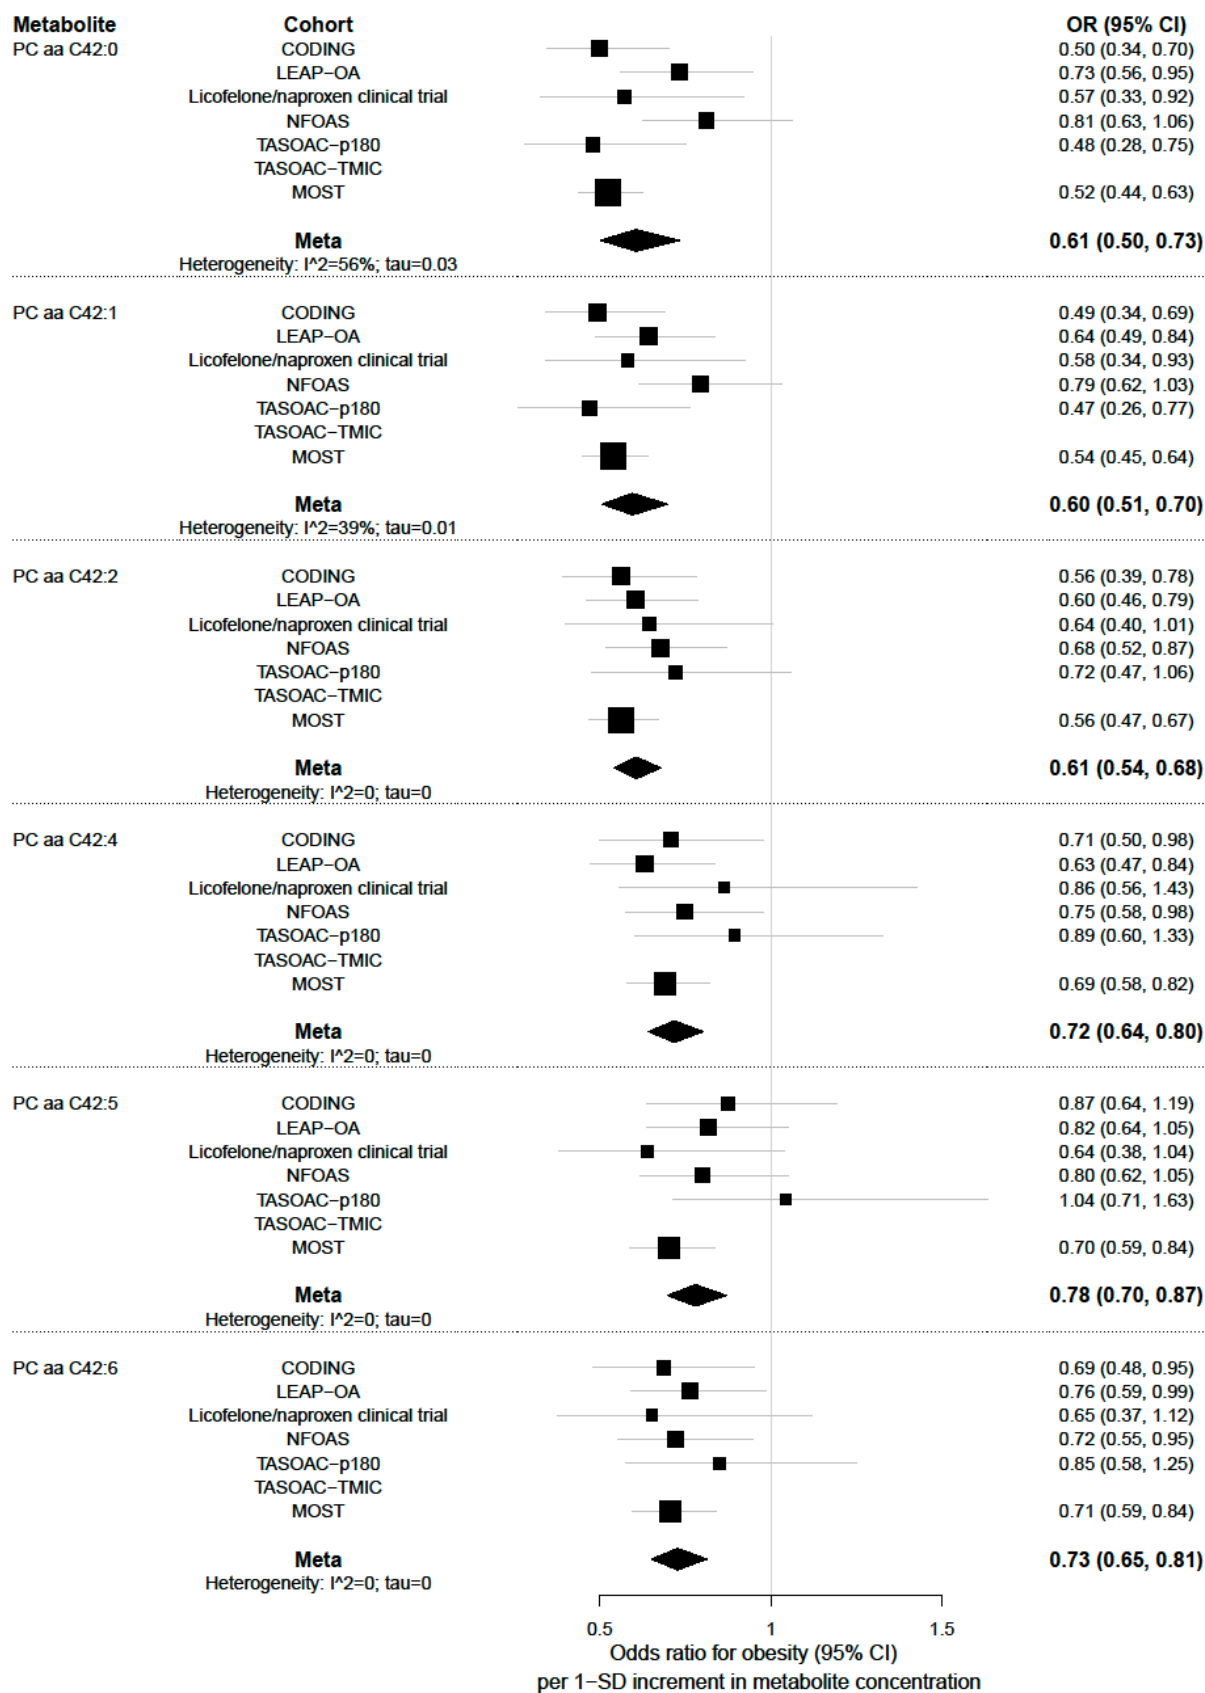 Metabolite Cohort OR (95% CI)
PC aa C42:0 CODING 0.50 (0.34, 0.70)
LEAP−OA 0.73 (0.56, 0.95)
Licofelone/naproxen clinical trial 0.57 (0.33, 0.92)
NFOAS 0.81 (0.63, 1.06)
TASOAC−p180 0.48 (0.28, 0.75)
TASOAC−TMIC
MOST 0.52 (0.44, 0.63)
Meta 0.61 (0.50, 0.73)
Heterogeneity: I^2=56%; tau=0.03
PC aa C42:1 CODING 0.49 (0.34, 0.69)
LEAP−OA 0.64 (0.49, 0.84)
Licofelone/naproxen clinical trial 0.58 (0.34, 0.93)
NFOAS 0.79 (0.62, 1.03)
TASOAC−p180 0.47 (0.26, 0.77)
TASOAC−TMIC
MOST 0.54 (0.45, 0.64)
Meta 0.60 (0.51, 0.70)
Heterogeneity: I^2=39%; tau=0.01
PC aa C42:2 CODING 0.56 (0.39, 0.78)
LEAP−OA 0.60 (0.46, 0.79)
Licofelone/naproxen clinical trial 0.64 (0.40, 1.01)
NFOAS 0.68 (0.52, 0.87)
TASOAC−p180 0.72 (0.47, 1.06)
TASOAC−TMIC
MOST 0.56 (0.47, 0.67)
Meta 0.61 (0.54, 0.68)
Heterogeneity: I^2=0; tau=0
PC aa C42:4 CODING 0.71 (0.50, 0.98)
LEAP−OA 0.63 (0.47, 0.84)
Licofelone/naproxen clinical trial 0.86 (0.56, 1.43)
NFOAS 0.75 (0.58, 0.98)
TASOAC−p180 0.89 (0.60, 1.33)
TASOAC−TMIC
MOST 0.69 (0.58, 0.82)
Meta 0.72 (0.64, 0.80)
Heterogeneity: I^2=0; tau=0
PC aa C42:5 CODING 0.87 (0.64, 1.19)
LEAP−OA 0.82 (0.64, 1.05)
Licofelone/naproxen clinical trial 0.64 (0.38, 1.04)
NFOAS 0.80 (0.62, 1.05)
TASOAC−p180 1.04 (0.71, 1.63)
TASOAC−TMIC
MOST 0.70 (0.59, 0.84)
Meta 0.78 (0.70, 0.87)
Heterogeneity: I^2=0; tau=0
PC aa C42:6 CODING 0.69 (0.48, 0.95)
LEAP−OA 0.76 (0.59, 0.99)
Licofelone/naproxen clinical trial 0.65 (0.37, 1.12)
NFOAS 0.72 (0.55, 0.95)
TASOAC−p180 0.85 (0.58, 1.25)
TASOAC−TMIC
MOST 0.71 (0.59, 0.84)
Meta 0.73 (0.65, 0.81)
Heterogeneity: I^2=0; tau=0
0.5 1 1.5
Odds ratio for obesity (95% CI)
per 1−SD increment in metabolite concentration